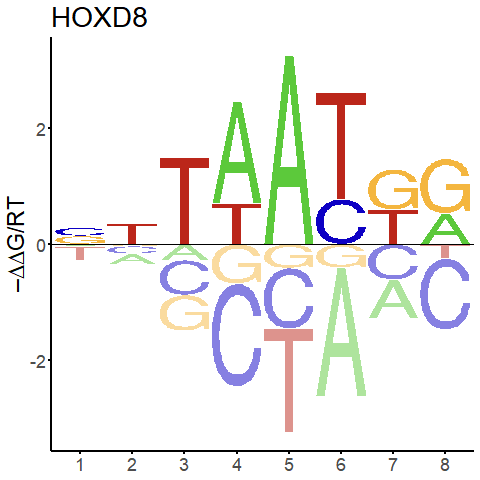 HOXD8
−ΔΔG/RT
2
0
-2
C T T A A T G G
G T T C T A
T C A G G G C T
A C C C A C
G T A
1 2 3 4 5 6 7 8